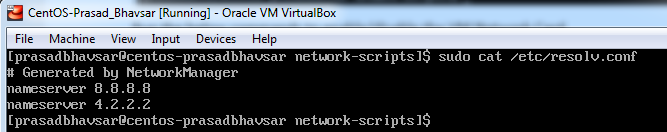 CentOS-Prasad_Bhavsar [Running] - Oracle VM VirtualBox
File Machine View Input Devices Help
[prasadbhavsar@centos-prasadbhavsar network-scripts]$ sudo cat /etc/resolv.conf
# Generated by NetworkManager
nameserver 8.8.8.8
nameserver 4.2.2.2
[prasadbhavsar@centos-prasadbhavsar network-scripts]$